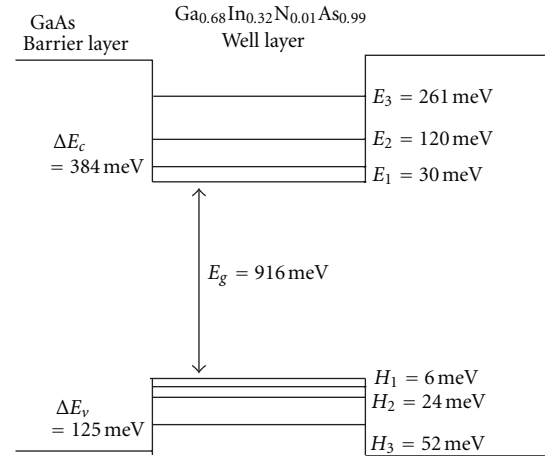 GaAs
Barrier layer
Ga0.68In0.32N0.01As0.99
Well layer
E3 = 261 meV
E2 = 120 meV
ΔEc
= 384 meV
E1 = 30 meV
Eg = 916 meV
H1 = 6 meV
H2 = 24 meV
ΔEv
= 125 meV
H3 = 52 meV